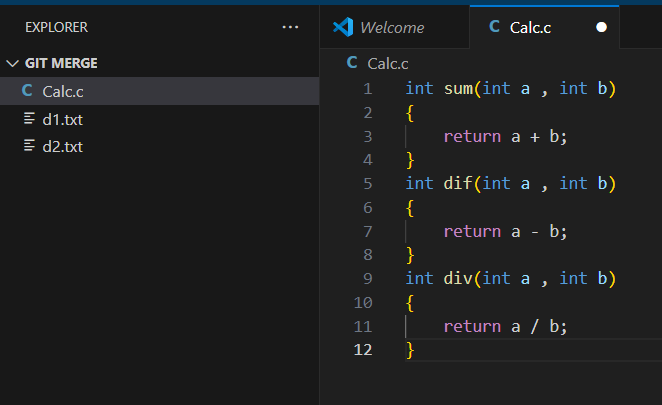 EXPLORER ...
GIT MERGE
C Calc.c
d1.txt
d2.txt
Welcome
C Calc.c
C Calc.c
1 int sum(int a , int b)
2 {
3     return a + b;
4 }
5 int dif(int a , int b)
6 {
7     return a - b;
8 }
9 int div(int a , int b)
10 {
11     return a / b;
12 }